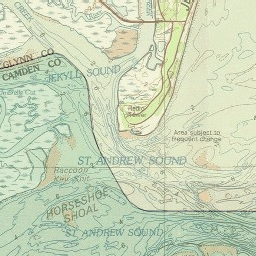 CREEK
GLYNN CO
CAMDEN CO
JEKYLL SOUND
Radio Tower
Area subject to
frequent change
ST. ANDREW SOUND
Raccoon
Key Spit
HORSESHOE
SHOAL
ST ANDREW SOUND